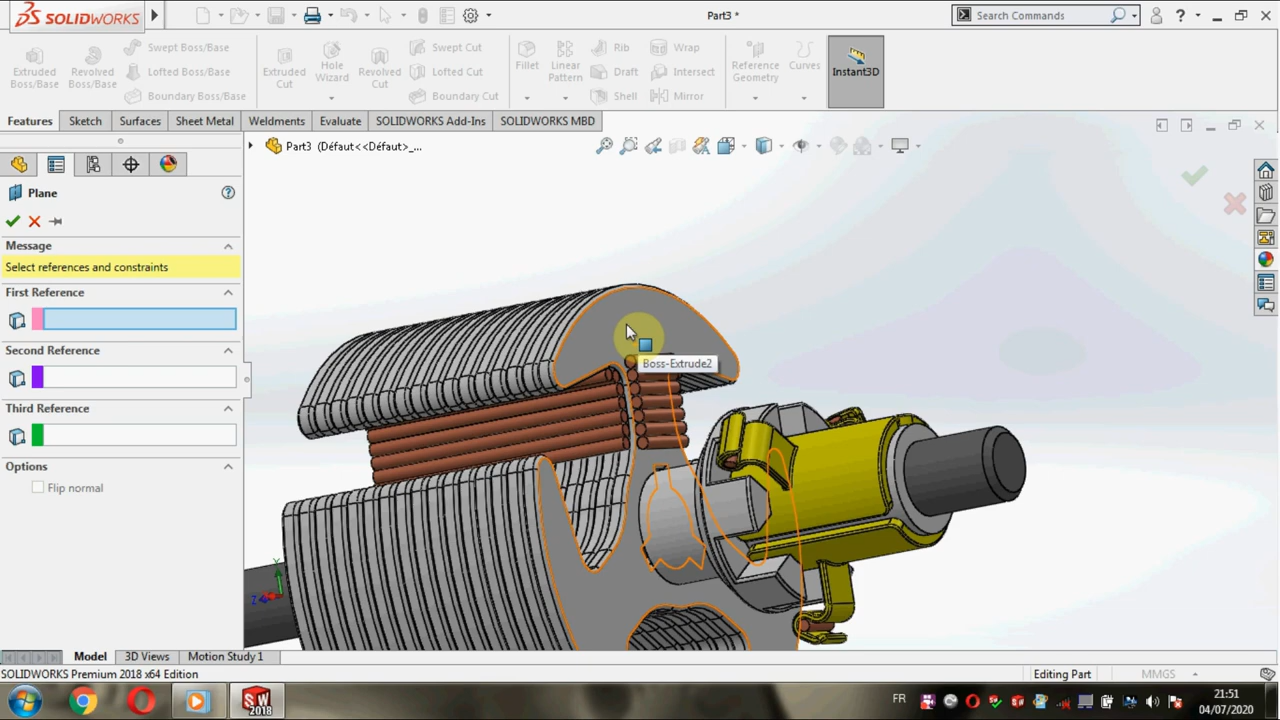 SOLIDWORKS
Part3 *
Search Commands
Extruded Boss/Base
Revolved Boss/Base
Swept Boss/Base
Lofted Boss/Base
Boundary Boss/Base
Extruded Cut
Hole Wizard
Revolved Cut
Swept Cut
Lofted Cut
Boundary Cut
Fillet
Linear Pattern
Rib
Draft
Shell
Wrap
Intersect
Mirror
Reference Geometry
Curves
Instant3D
Features
Sketch
Surfaces
Sheet Metal
Weldments
Evaluate
SOLIDWORKS Add-Ins
SOLIDWORKS MBD
Part3 (Défaut<<Défaut>_...
Plane
Message
Select references and constraints
First Reference
Second Reference
Third Reference
Options
Flip normal
Boss-Extrude2
Y
Z
Model
3D Views
Motion Study 1
SOLIDWORKS Premium 2018 x64 Edition
Editing Part
MMGS
SW
2018
FR
21:51
04/07/2020